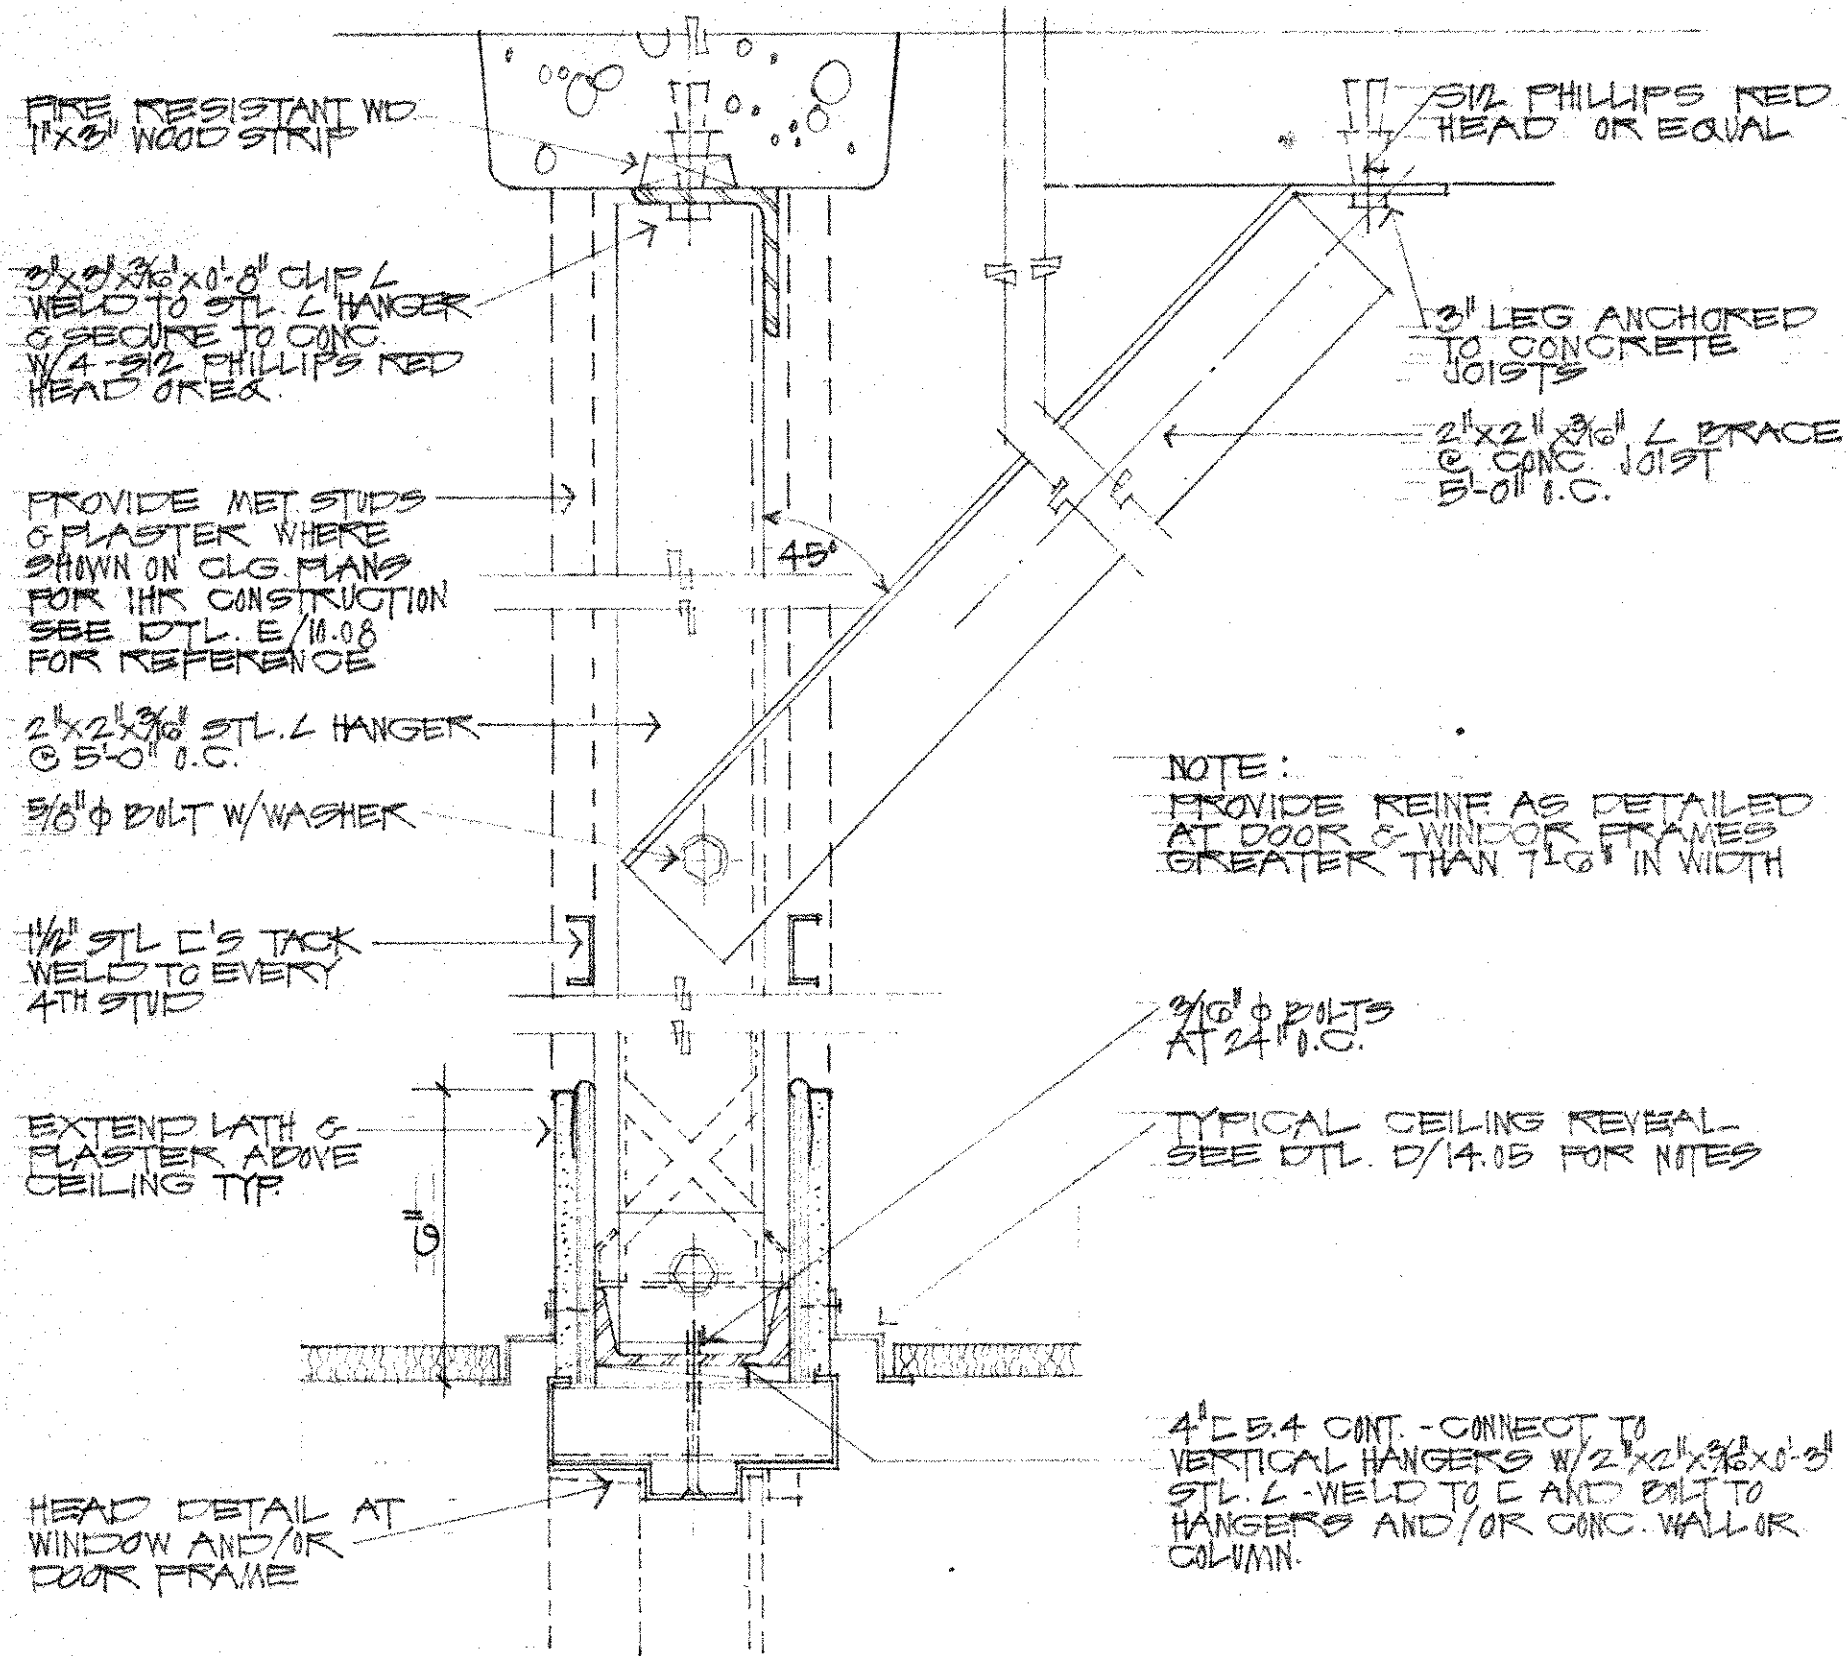 FIRE RESISTANT WD
1"X3" WOOD STRIP
3"X3"X3/16"X0'-8" CLIP L
WELD TO STL. L HANGER
& SECURE TO CONC.
W/4-S12 PHILLIPS RED
HEAD OR EQ.
PROVIDE MET STUDS
& PLASTER WHERE
SHOWN ON CLG. PLANS
FOR 1HR CONSTRUCTION
SEE DTL. E/10.08
FOR REFERENCE
2"X2"X3/16" STL. L HANGER
@ 5'-0" O.C.
5/8"ϕ BOLT W/WASHER
1 1/2" STL ['S TACK
WELD TO EVERY
4TH STUD
EXTEND LATH &
PLASTER ABOVE
CEILING TYP.
6"
HEAD DETAIL AT
WINDOW AND/OR
DOOR FRAME
45°
S12 PHILLIPS RED
HEAD OR EQUAL
3" LEG ANCHORED
TO CONCRETE
JOISTS
2"X2"X3/16" L BRACE
@ CONC. JOIST
5'-0" O.C.
NOTE:
PROVIDE REINF. AS DETAILED
AT DOOR & WINDOR FRAMES
GREATER THAN 7'-6" IN WIDTH
3/16"ϕ BOLTS
AT 24" O.C.
TYPICAL CEILING REVEAL
SEE DTL. D/14.05 FOR NOTES
4"[ 5.4 CONT. - CONNECT TO
VERTICAL HANGERS W/2"X2"X3/16"X0'-3"
STL. L - WELD TO [ AND BOLT TO
HANGERS AND/OR CONC. WALL OR
COLUMN.